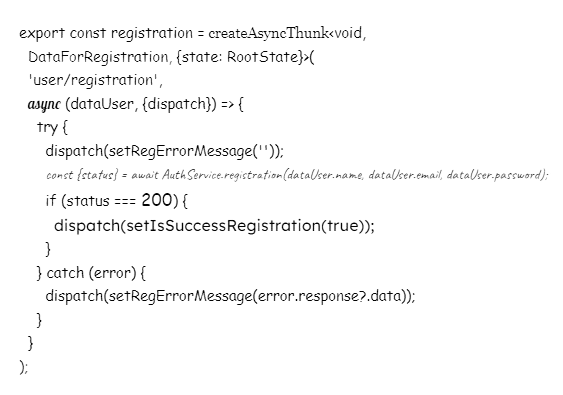 export const registration = createAsyncThunk<void,
DataForRegistration, {state: RootState}>(
'user/registration',
async (dataUser, {dispatch}) => {
try {
dispatch(setRegErrorMessage(''));
const {status} = await AuthService.registration(dataUser.name, dataUser.email, dataUser.password);
if (status === 200) {
dispatch(setIsSuccessRegistration(true));
}
} catch (error) {
dispatch(setRegErrorMessage(error.response?.data));
}
}
);